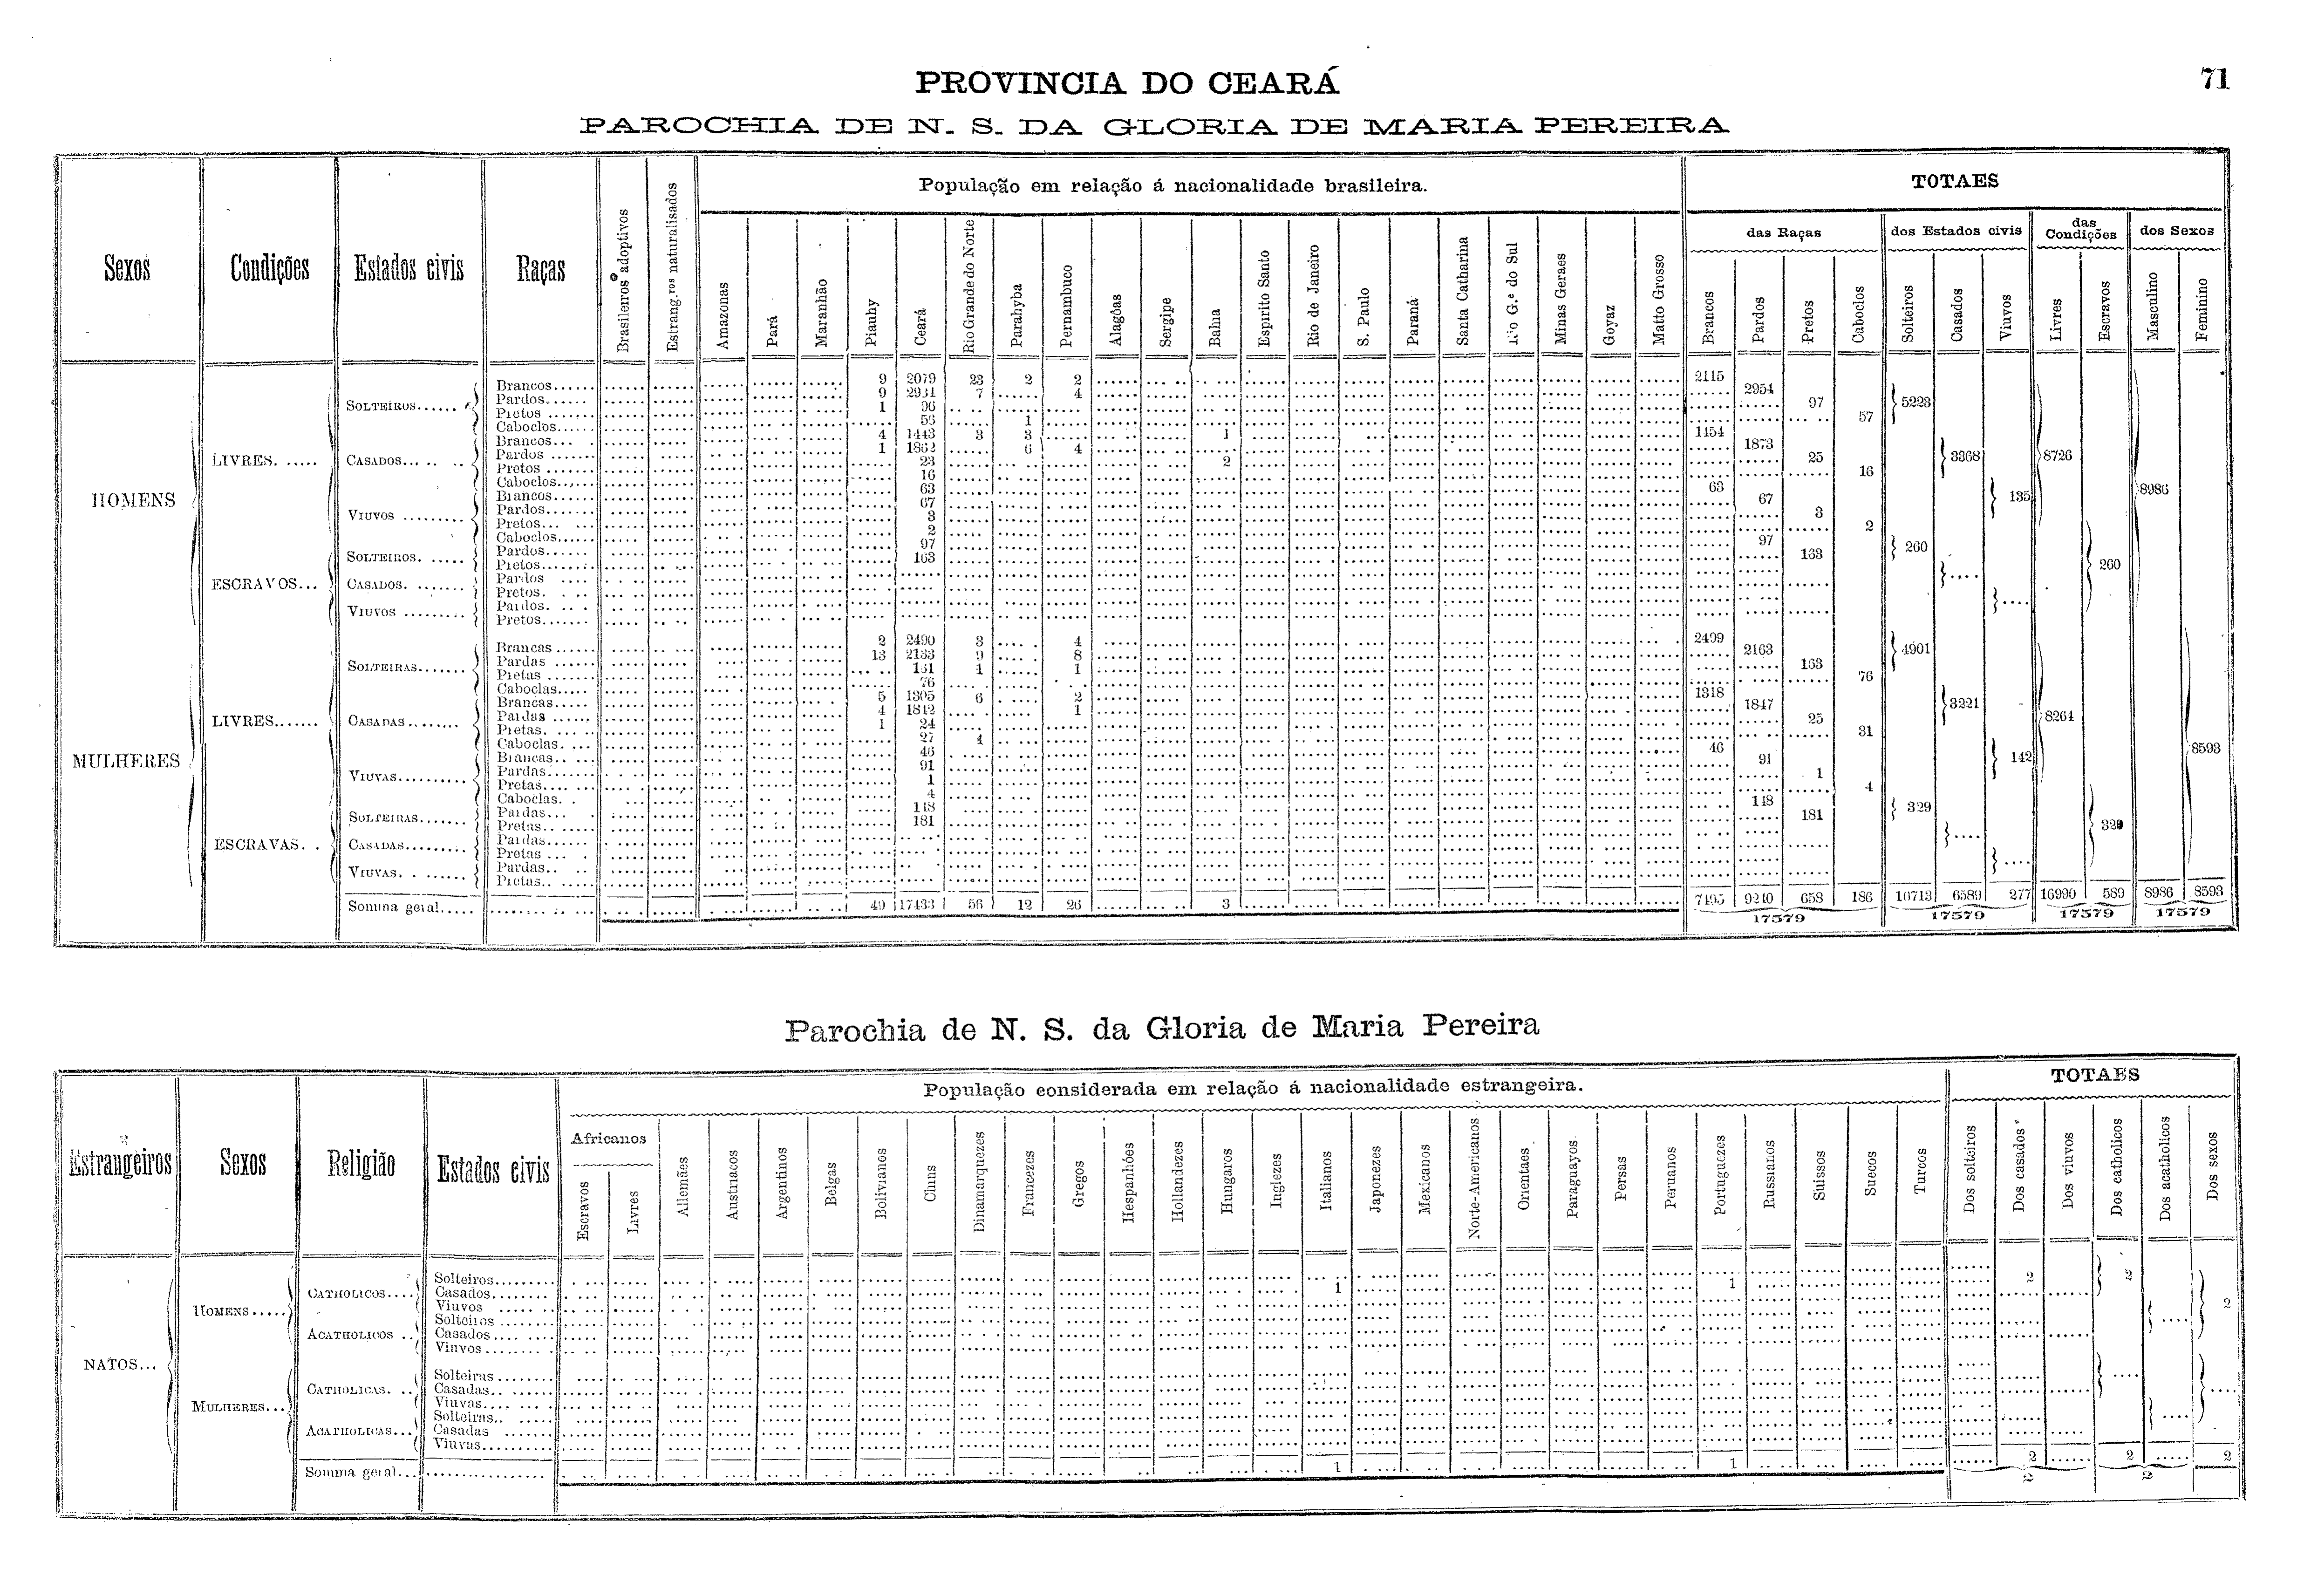 PROVINCIA DO CEARÁ
71
PAROCHIA DE N. S. DA GLORIA DE MARIA PEREIRA
Sexos Condições Estados civis Raças Brasileiros adoptivos Estrang.ros naturalisados
População em relação á nacionalidade brasileira.
TOTAES
Amazonas Pará Maranhão Piauhy Ceará Rio Grande do Norte Parahyba Pernambuco Alagôas Sergipe Bahia Espirito Santo Rio de Janeiro S. Paulo Paraná Santa Catharina Rio G.e do Sul Minas Geraes Goyaz Matto Grosso
das Raças dos Estados civis das Condições dos Sexos
Brancos Pardos Pretos Caboclos Solteiros Casados Viuvos Livres Escravos Masculino Feminino
HOMENS
LIVRES
SOLTEIROS 5223
Brancos 9 2079 23 2 2 2115
Pardos 9 2931 7 4 2954
Pretos 1 96 97
Caboclos 1 57
CASADOS 3368 8726
Brancos 4 1443 3 3 1 1454
Pardos 1 1862 6 4 1873
Pretos 23 2 25
Caboclos 16 16
VIUVOS 135 8986
Brancos 63 63
Pardos 67 67
Pretos 3 3
Caboclos 2 2
ESCRAVOS
SOLTEIROS 260 260
Pardos 97 97
Pretos 163 163
CASADOS
Pardos
Pretos
VIUVOS
Pardos
Pretos
MULHERES
LIVRES
SOLTEIRAS 4901
Brancas 2 2490 3 4 2499
Pardas 13 2133 9 8 2163
Pretas 1 163
Caboclas 76 76
CASADAS 3221 8264
Brancas 5 1305 6 2 1318
Pardas 4 1842 1 1847
Pretas 1 24 25
Caboclas 27 4 31
VIUVAS 142 8593
Brancas 46 46
Pardas 91 91
Pretas 1 1
Caboclas 4 4
ESCRAVAS
SOLTEIRAS 329 329
Pardas 148 148
Pretas 181 181
CASADAS
Pardas
Pretas
VIUVAS
Pardas
Pretas
Somma geral 49 17433 56 12 26 3 7495 9240 658 186 10713 6589 277 16990 589 8986 8593
17579 17579 17579 17579
Parochia de N. S. da Gloria de Maria Pereira
Estrangeiros Sexos Religião Estados civis
População considerada em relação á nacionalidade estrangeira.
TOTAES
Africanos
Escravos Livres Allemães Austriacos Argentinos Belgas Bolivianos Chins Dinamarquezes Francezes Gregos Hespanhóes Hollandezes Hungaros Inglezes Italianos Japonezes Mexicanos Norte-Americanos Orientaes Paraguayos Persas Peruanos Portuguezes Russianos Suissos Suecos Turcos Dos solteiros Dos casados Dos viuvos Dos catholicos Dos acatholicos Dos sexos
NATOS
HOMENS 2
CATHOLICOS 2
Solteiros
Casados 1 1 2
Viuvos
ACATHOLICOS
Solteiros
Casados
Viuvos
MULHERES
CATHOLICAS
Solteiras
Casadas
Viuvas
ACATHOLICAS
Solteiras
Casadas
Viuvas
Somma geral 1 1 2 2 2
2 2